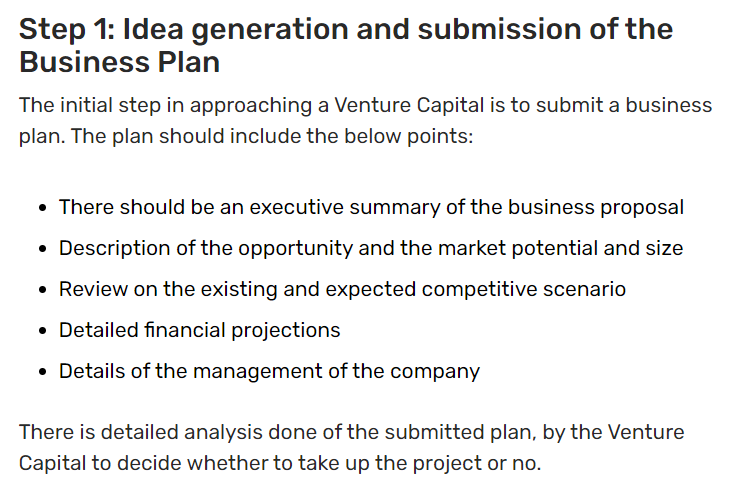 Step 1: Idea generation and submission of the
Business Plan
The initial step in approaching a Venture Capital is to submit a business
plan. The plan should include the below points:
• There should be an executive summary of the business proposal
• Description of the opportunity and the market potential and size
• Review on the existing and expected competitive scenario
• Detailed financial projections
• Details of the management of the company
There is detailed analysis done of the submitted plan, by the Venture
Capital to decide whether to take up the project or no.